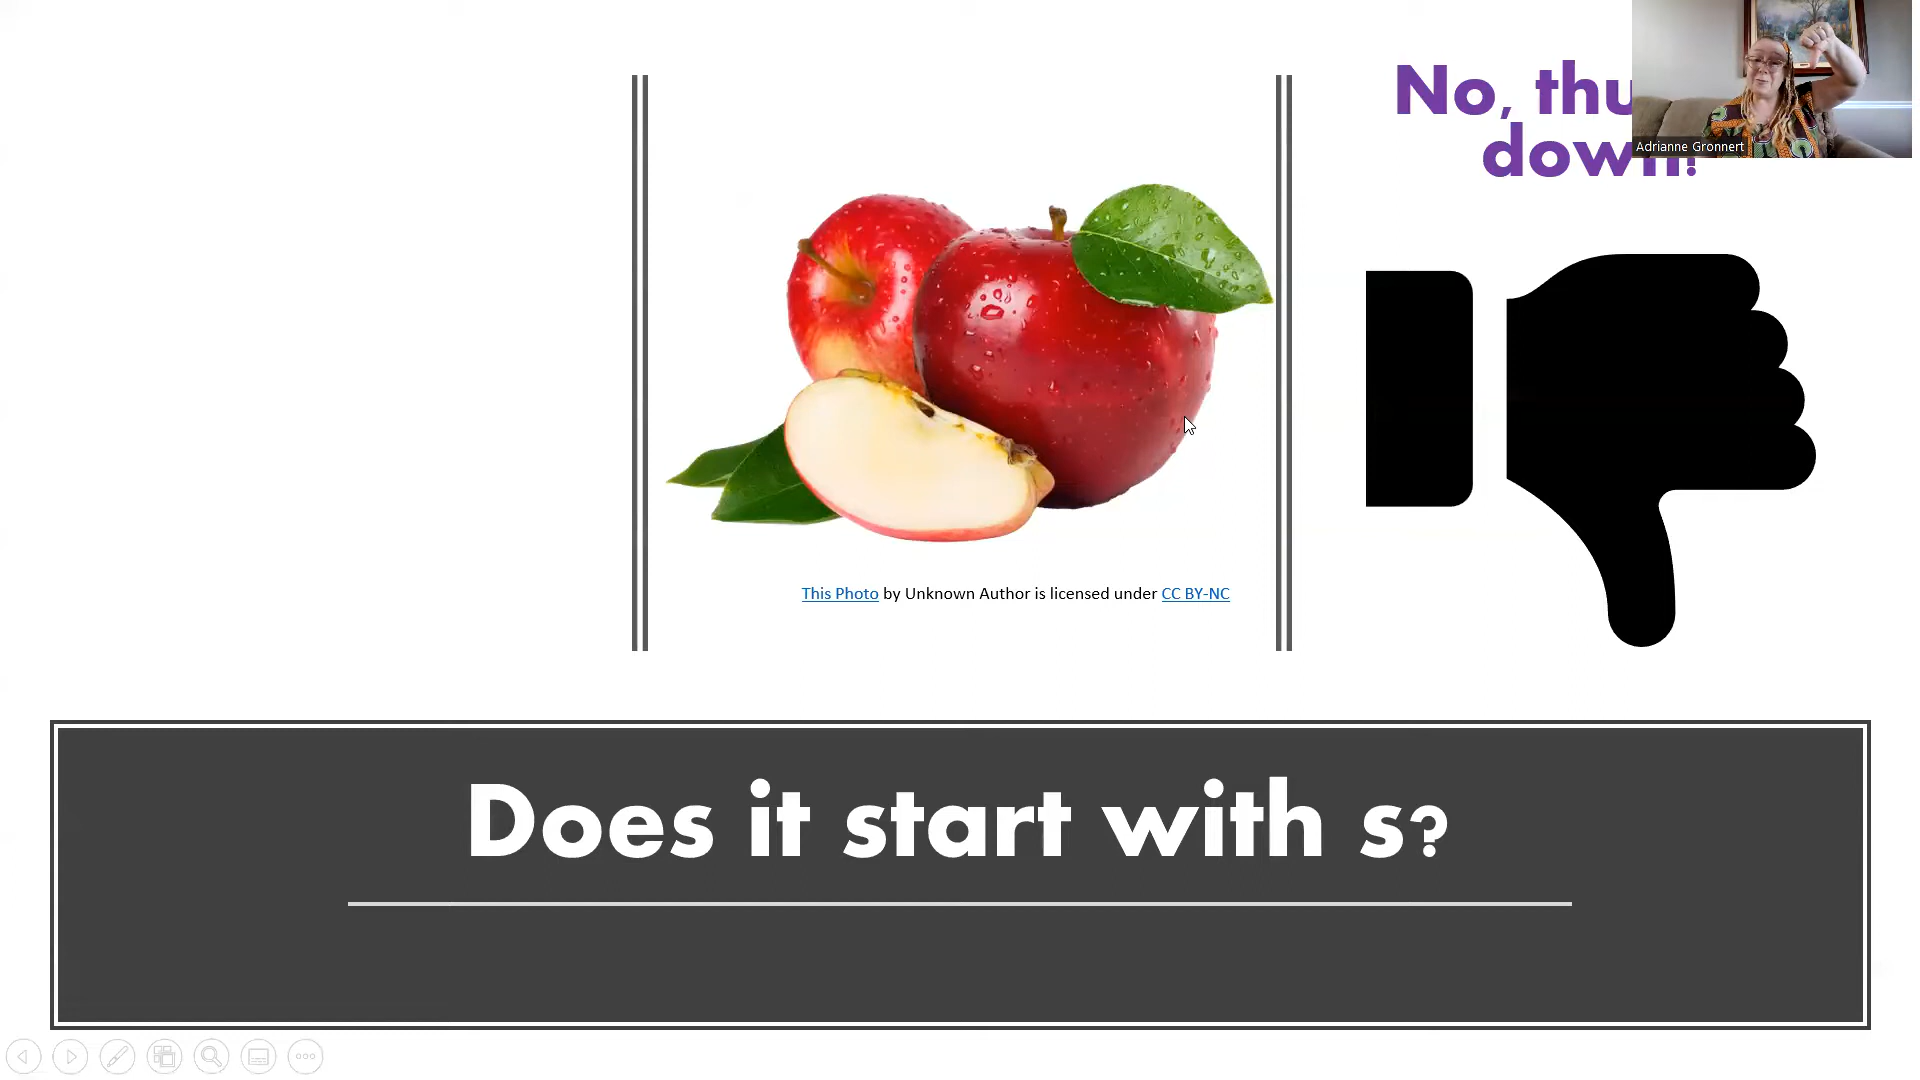 No, thu
down!
Adrianne Gronnert
This Photo by Unknown Author is licensed under CC BY-NC
Does it start with s?